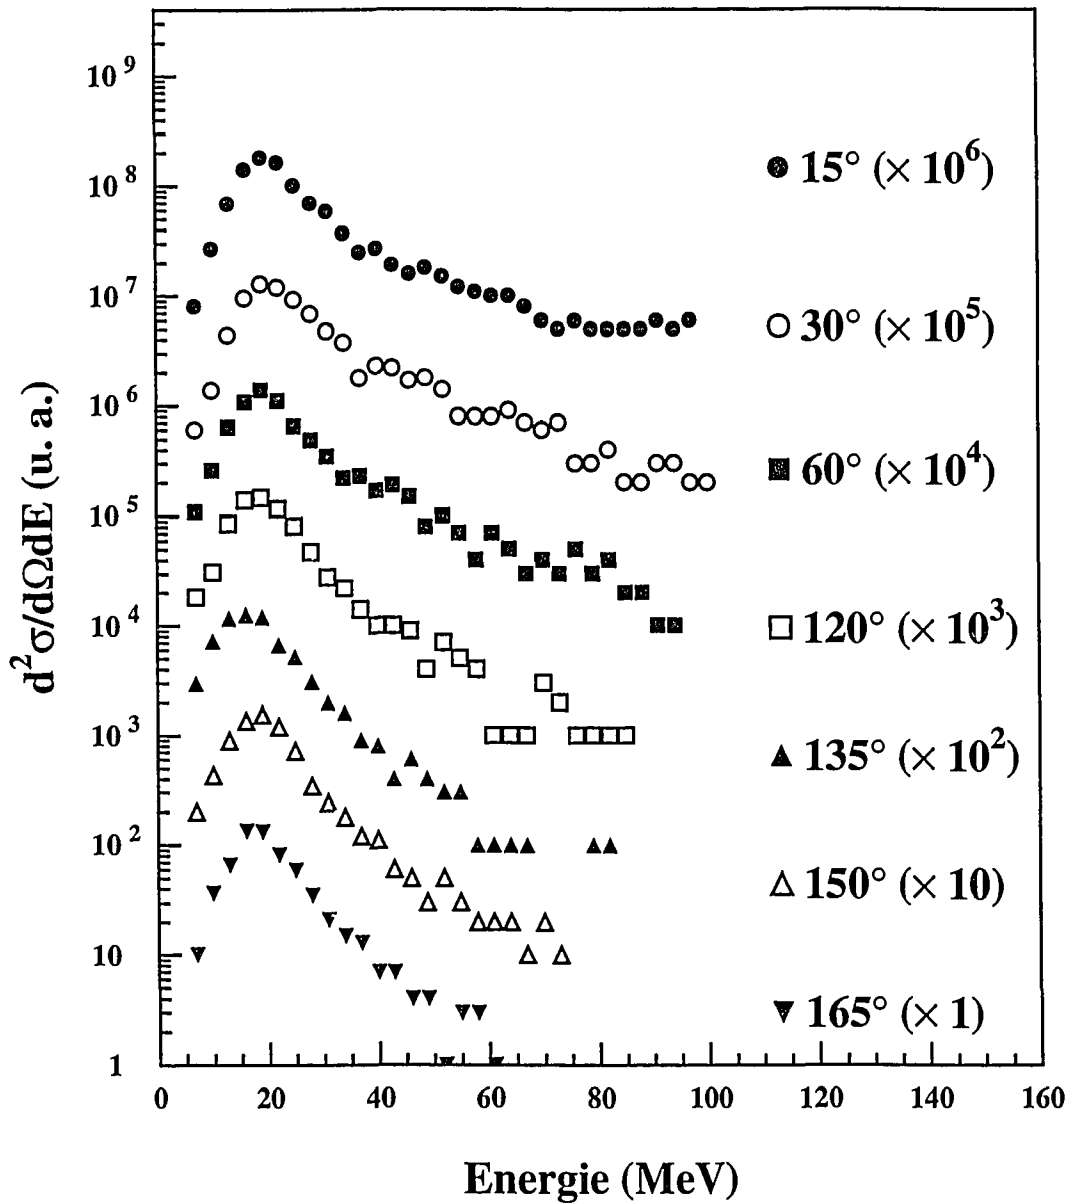 d²σ/dΩdE (u. a.)
10⁹
10⁸
10⁷
10⁶
10⁵
10⁴
10³
10²
10
1
15° (× 10⁶)
30° (× 10⁵)
60° (× 10⁴)
120° (× 10³)
135° (× 10²)
150° (× 10)
165° (× 1)
0 20 40 60 80 100 120 140 160
Energie (MeV)